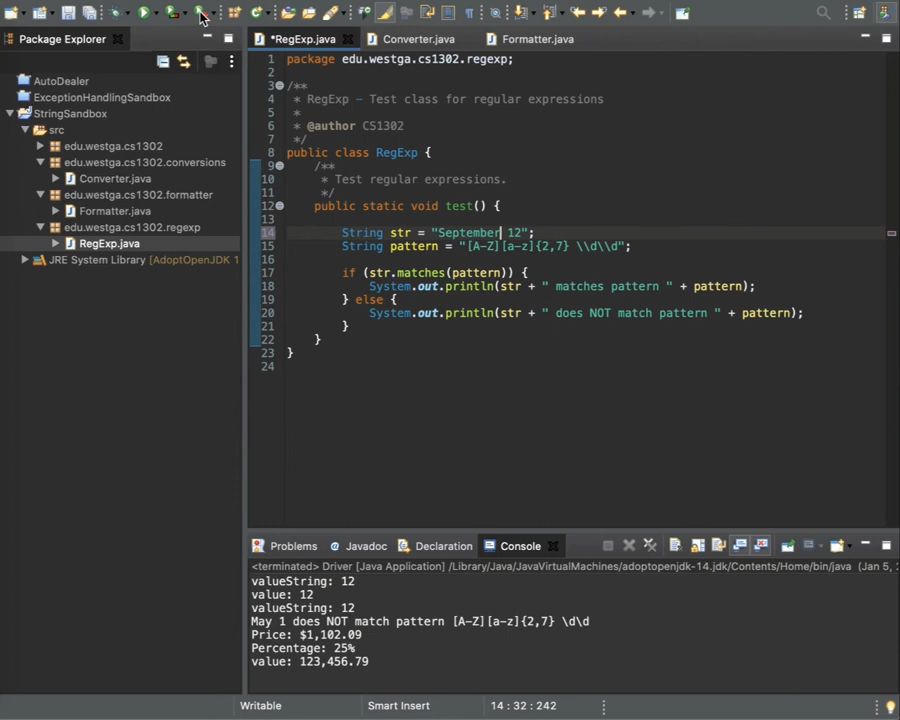 Package Explorer
AutoDealer
ExceptionHandlingSandbox
StringSandbox
src
edu.westga.cs1302
edu.westga.cs1302.conversions
Converter.java
edu.westga.cs1302.formatter
Formatter.java
edu.westga.cs1302.regexp
RegExp.java
JRE System Library [AdoptOpenJDK 1
*RegExp.java Converter.java Formatter.java
1 package edu.westga.cs1302.regexp;
2
3 /**
4 * RegExp – Test class for regular expressions
5 *
6 * @author CS1302
7 */
8 public class RegExp {
9 /**
10 * Test regular expressions.
11 */
12 public static void test() {
13
14 String str = "September 12";
15 String pattern = "[A-Z][a-z]{2,7} \\d\\d";
16
17 if (str.matches(pattern)) {
18 System.out.println(str + " matches pattern " + pattern);
19 } else {
20 System.out.println(str + " does NOT match pattern " + pattern);
21 }
22 }
23 }
24
Problems Javadoc Declaration Console
<terminated> Driver [Java Application] /Library/Java/JavaVirtualMachines/adoptopenjdk-14.jdk/Contents/Home/bin/java (Jan 5,
valueString: 12
value: 12
valueString: 12
May 1 does NOT match pattern [A-Z][a-z]{2,7} \d\d
Price: $1,102.09
Percentage: 25%
value: 123,456.79
Writable Smart Insert 14 : 32 : 242